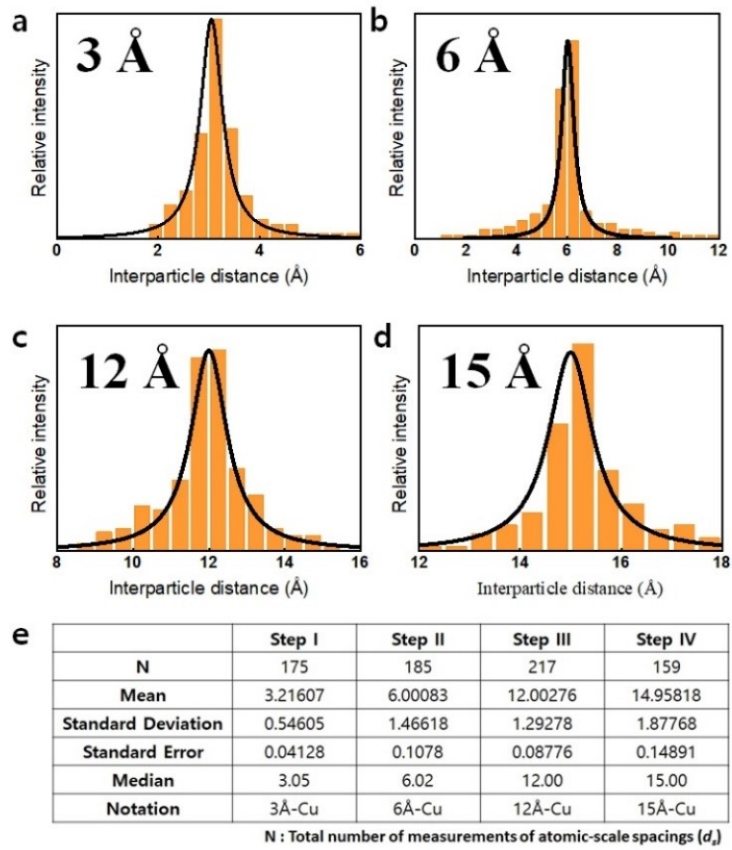 a
3 Å
Relative intensity
0 2 4 6
Interparticle distance (Å)
b
6 Å
Relative intensity
0 2 4 6 8 10 12
Interparticle distance (Å)
c
12 Å
Relative intensity
8 10 12 14 16
Interparticle distance (Å)
d
15 Å
Relative intensity
12 14 16 18
Interparticle distance (Å)
e
Step I Step II Step III Step IV
N 175 185 217 159
Mean 3.21607 6.00083 12.00276 14.95818
Standard Deviation 0.54605 1.46618 1.29278 1.87768
Standard Error 0.04128 0.1078 0.08776 0.14891
Median 3.05 6.02 12.00 15.00
Notation 3Å-Cu 6Å-Cu 12Å-Cu 15Å-Cu
N : Total number of measurements of atomic-scale spacings (dₛ)